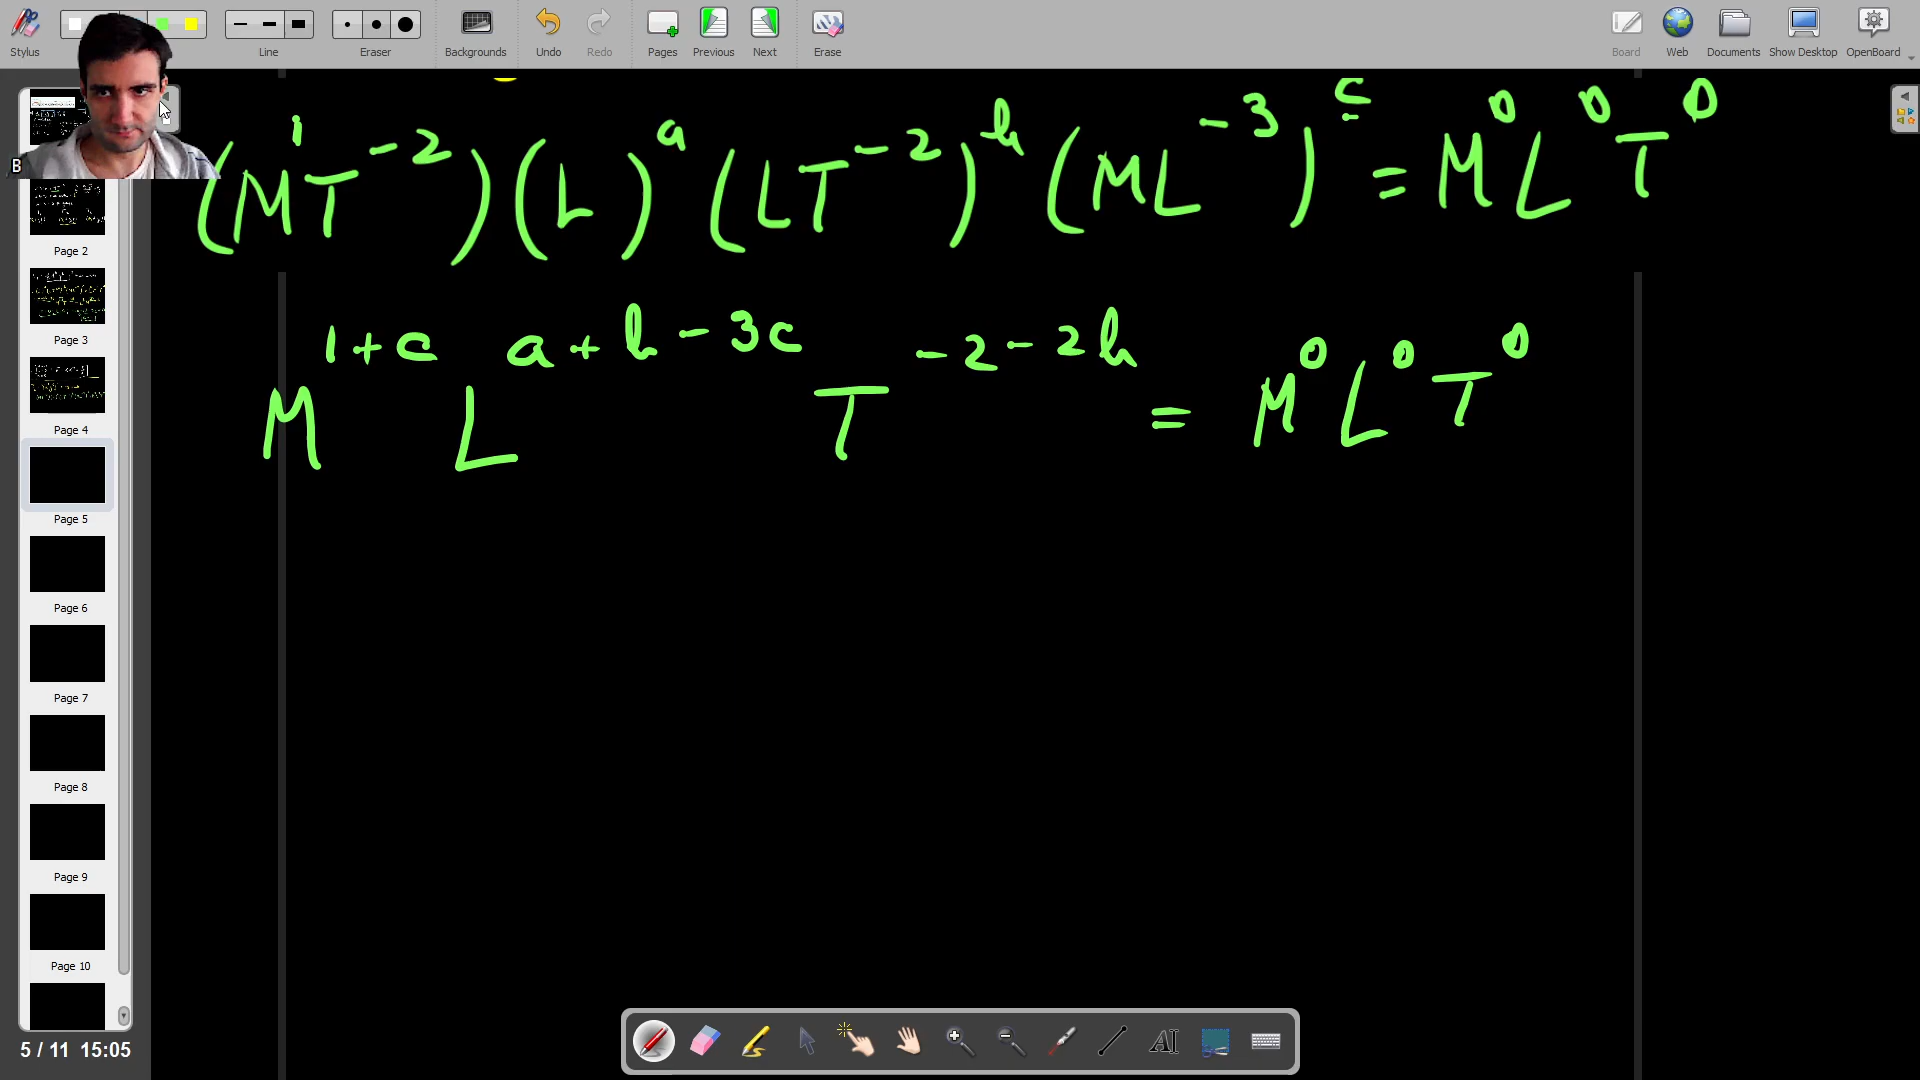 Stylus Line Eraser Backgrounds Undo Redo Pages Previous Next Erase Board Web Documents Show Desktop OpenBoard
B
(M¹T⁻²)(L)ᵃ(LT⁻²)ᵇ(ML⁻³)ᶜ = M⁰L⁰T⁰
M^1+c L^a+b-3c T^-2-2b = M⁰L⁰T⁰
Page 2
Page 3
Page 4
Page 5
Page 6
Page 7
Page 8
Page 9
Page 10
5 / 11 15:05
AI